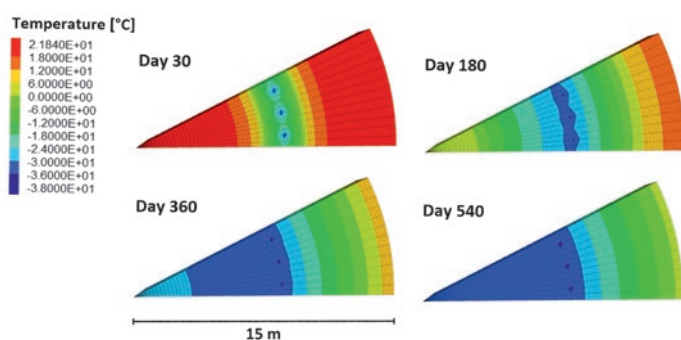 Temperature [°C]
2.1840E+01
1.8000E+01
1.2000E+01
6.0000E+00
0.0000E+00
-6.0000E+00
-1.2000E+01
-1.8000E+01
-2.4000E+01
-3.0000E+01
-3.6000E+01
-3.8000E+01
Day 30
Day 180
Day 360
Day 540
15 m